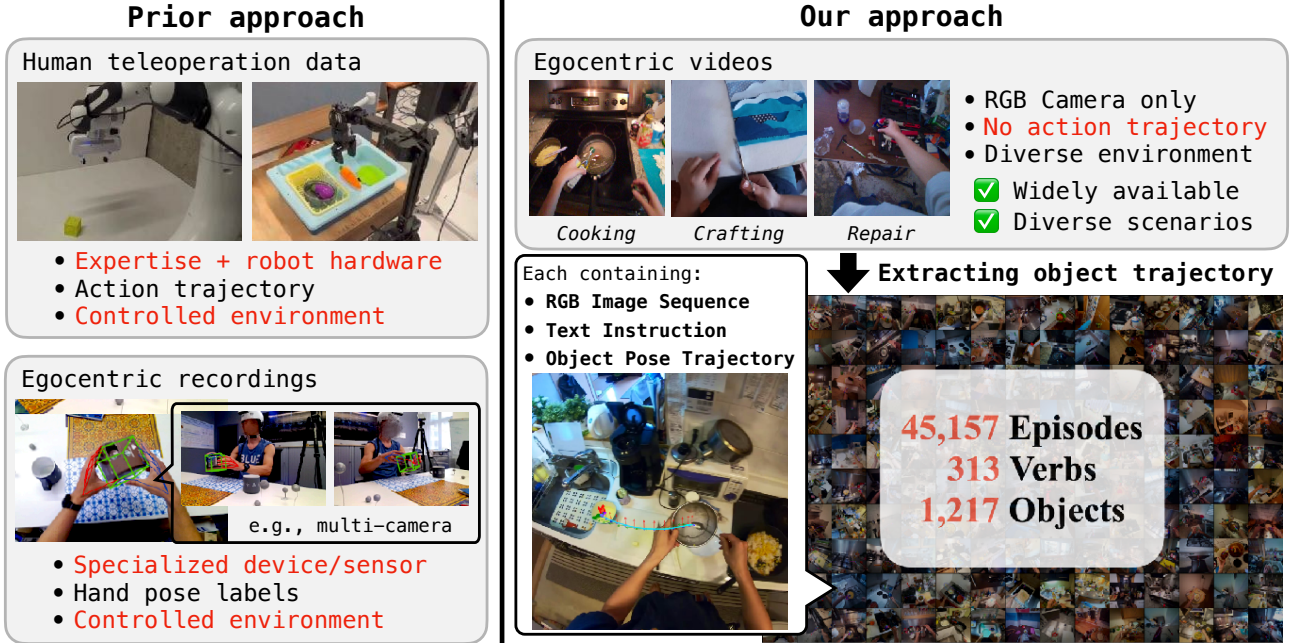 Prior approach
Human teleoperation data
• Expertise + robot hardware
• Action trajectory
• Controlled environment
Egocentric recordings
BLUE
e.g., multi-camera
• Specialized device/sensor
• Hand pose labels
• Controlled environment
Our approach
Egocentric videos
Cooking
Crafting
Repair
• RGB Camera only
• No action trajectory
• Diverse environment
✅ Widely available
✅ Diverse scenarios
Extracting object trajectory
Each containing:
• RGB Image Sequence
• Text Instruction
• Object Pose Trajectory
45,157 Episodes
313 Verbs
1,217 Objects